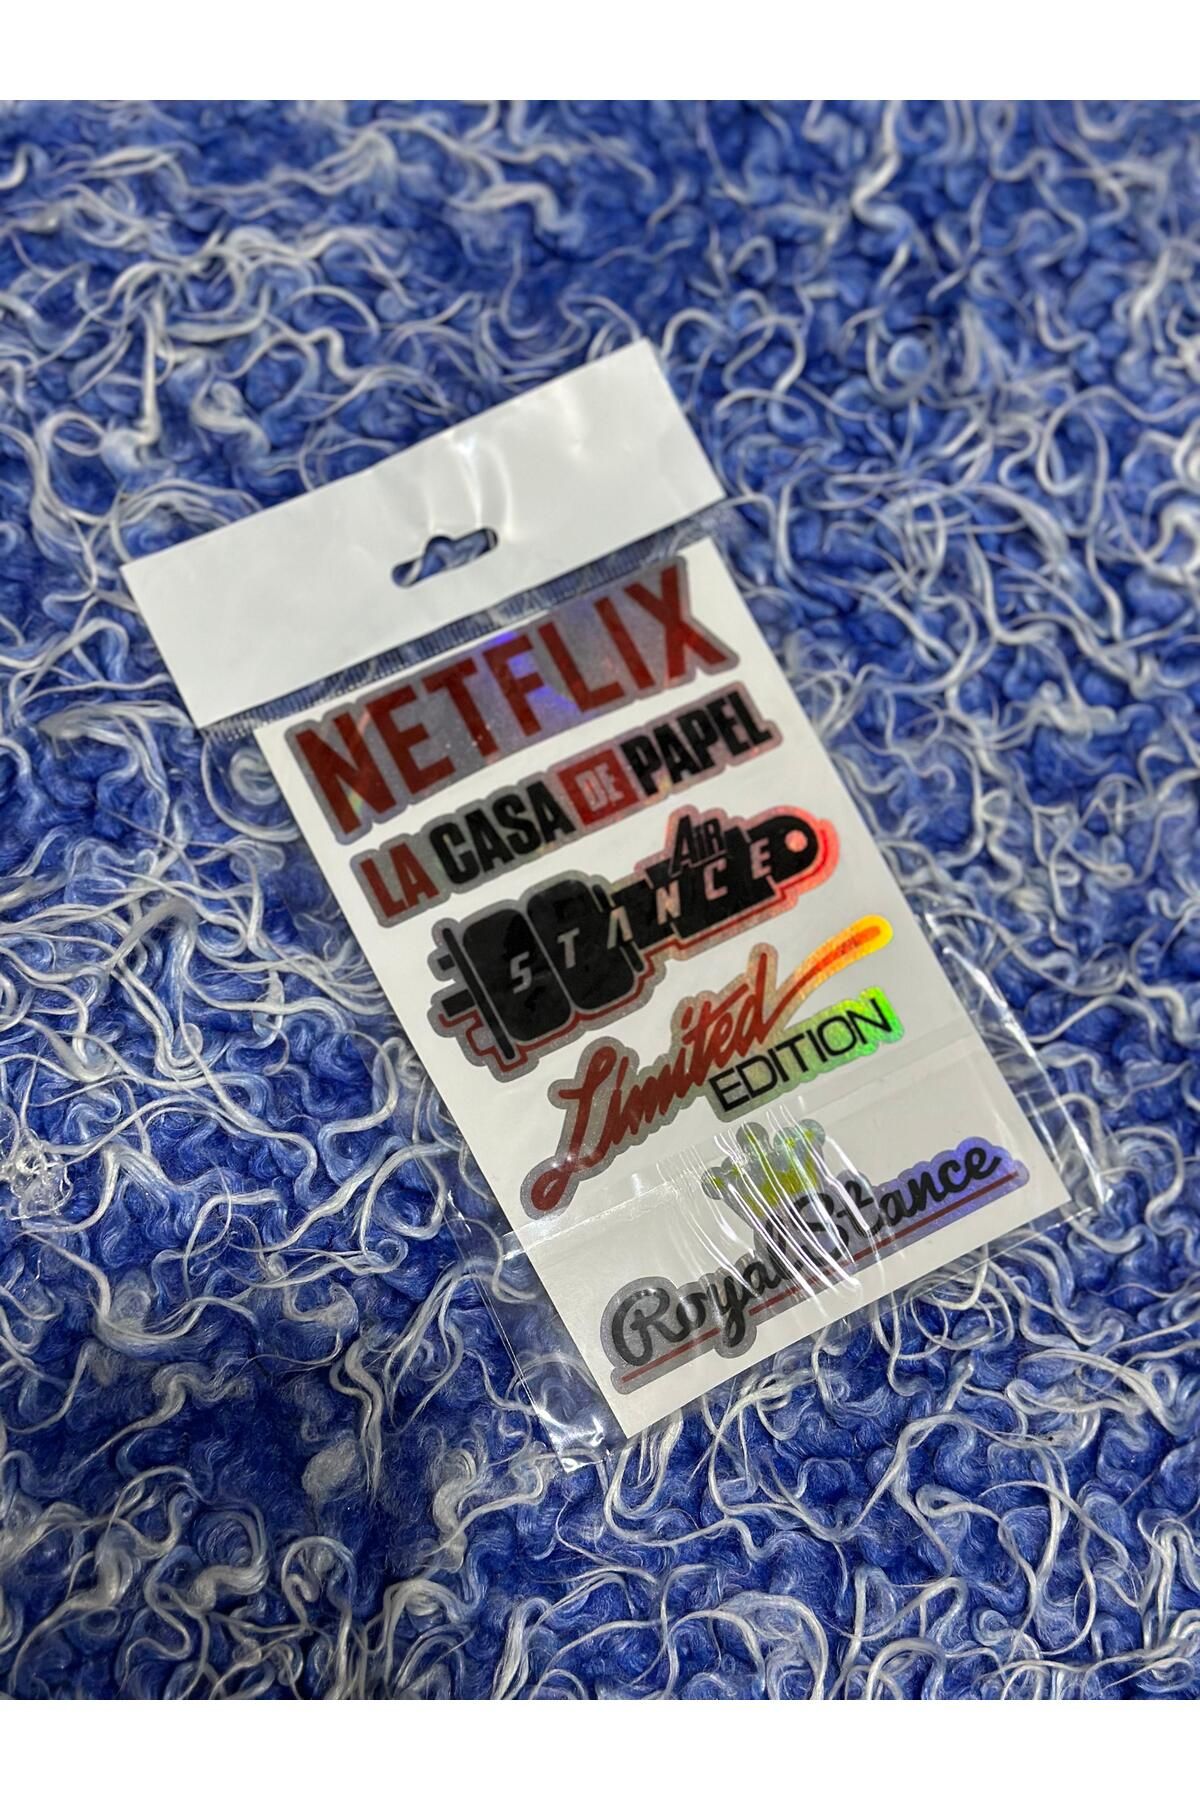 NETFLIX
LA CASA DE PAPEL
AiR
STANCE
Limited
EDITION
Royal Stance